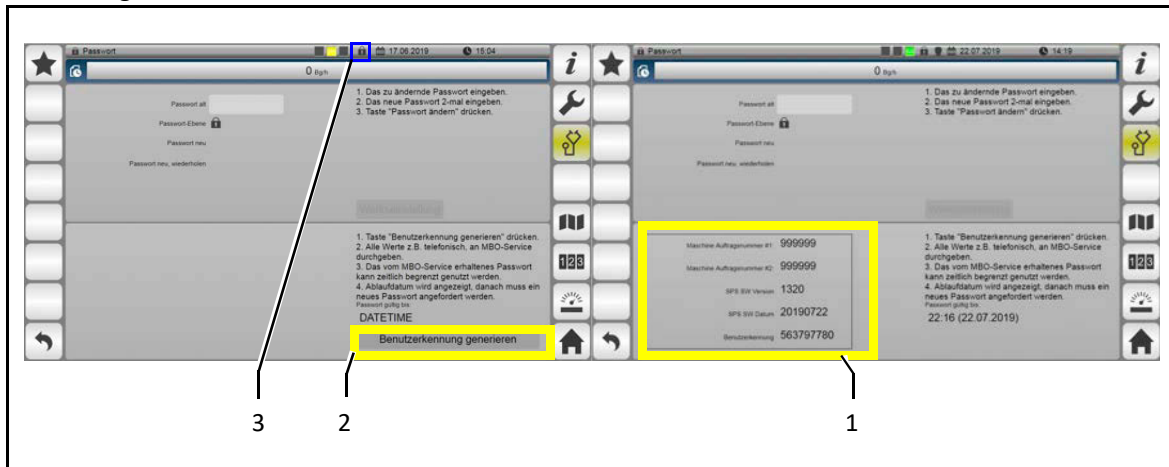 Passwort
17.06.2019
15:04
0 Bg/h
Passwort alt
Passwort-Ebene
Passwort neu
Passwort neu, wiederholen
1. Das zu ändernde Passwort eingeben.
2. Das neue Passwort 2-mal eingeben.
3. Taste "Passwort ändern" drücken.
1. Taste "Benutzerkennung generieren" drücken.
2. Alle Werte z.B. telefonisch, an MBO-Service
durchgeben.
3. Das vom MBO-Service erhaltenes Passwort
kann zeitlich begrenzt genutzt werden.
4. Ablaufdatum wird angezeigt, danach muss ein
neues Passwort angefordert werden.
Passwort gültig bis:
DATETIME
Benutzerkennung generieren
i
123
Passwort
22.07.2019
14:19
0 Bg/h
Passwort alt
Passwort-Ebene
Passwort neu
Passwort neu, wiederholen
1. Das zu ändernde Passwort eingeben.
2. Das neue Passwort 2-mal eingeben.
3. Taste "Passwort ändern" drücken.
Maschine Auftragsnummer #1: 999999
Maschine Auftragsnummer #2: 999999
SPS SW Version 1320
SPS SW Datum 20190722
Benutzerkennung 563797780
1. Taste "Benutzerkennung generieren" drücken.
2. Alle Werte z.B. telefonisch, an MBO-Service
durchgeben.
3. Das vom MBO-Service erhaltenes Passwort
kann zeitlich begrenzt genutzt werden.
4. Ablaufdatum wird angezeigt, danach muss ein
neues Passwort angefordert werden.
Passwort gültig bis:
22:16 (22.07.2019)
i
123
3
2
1